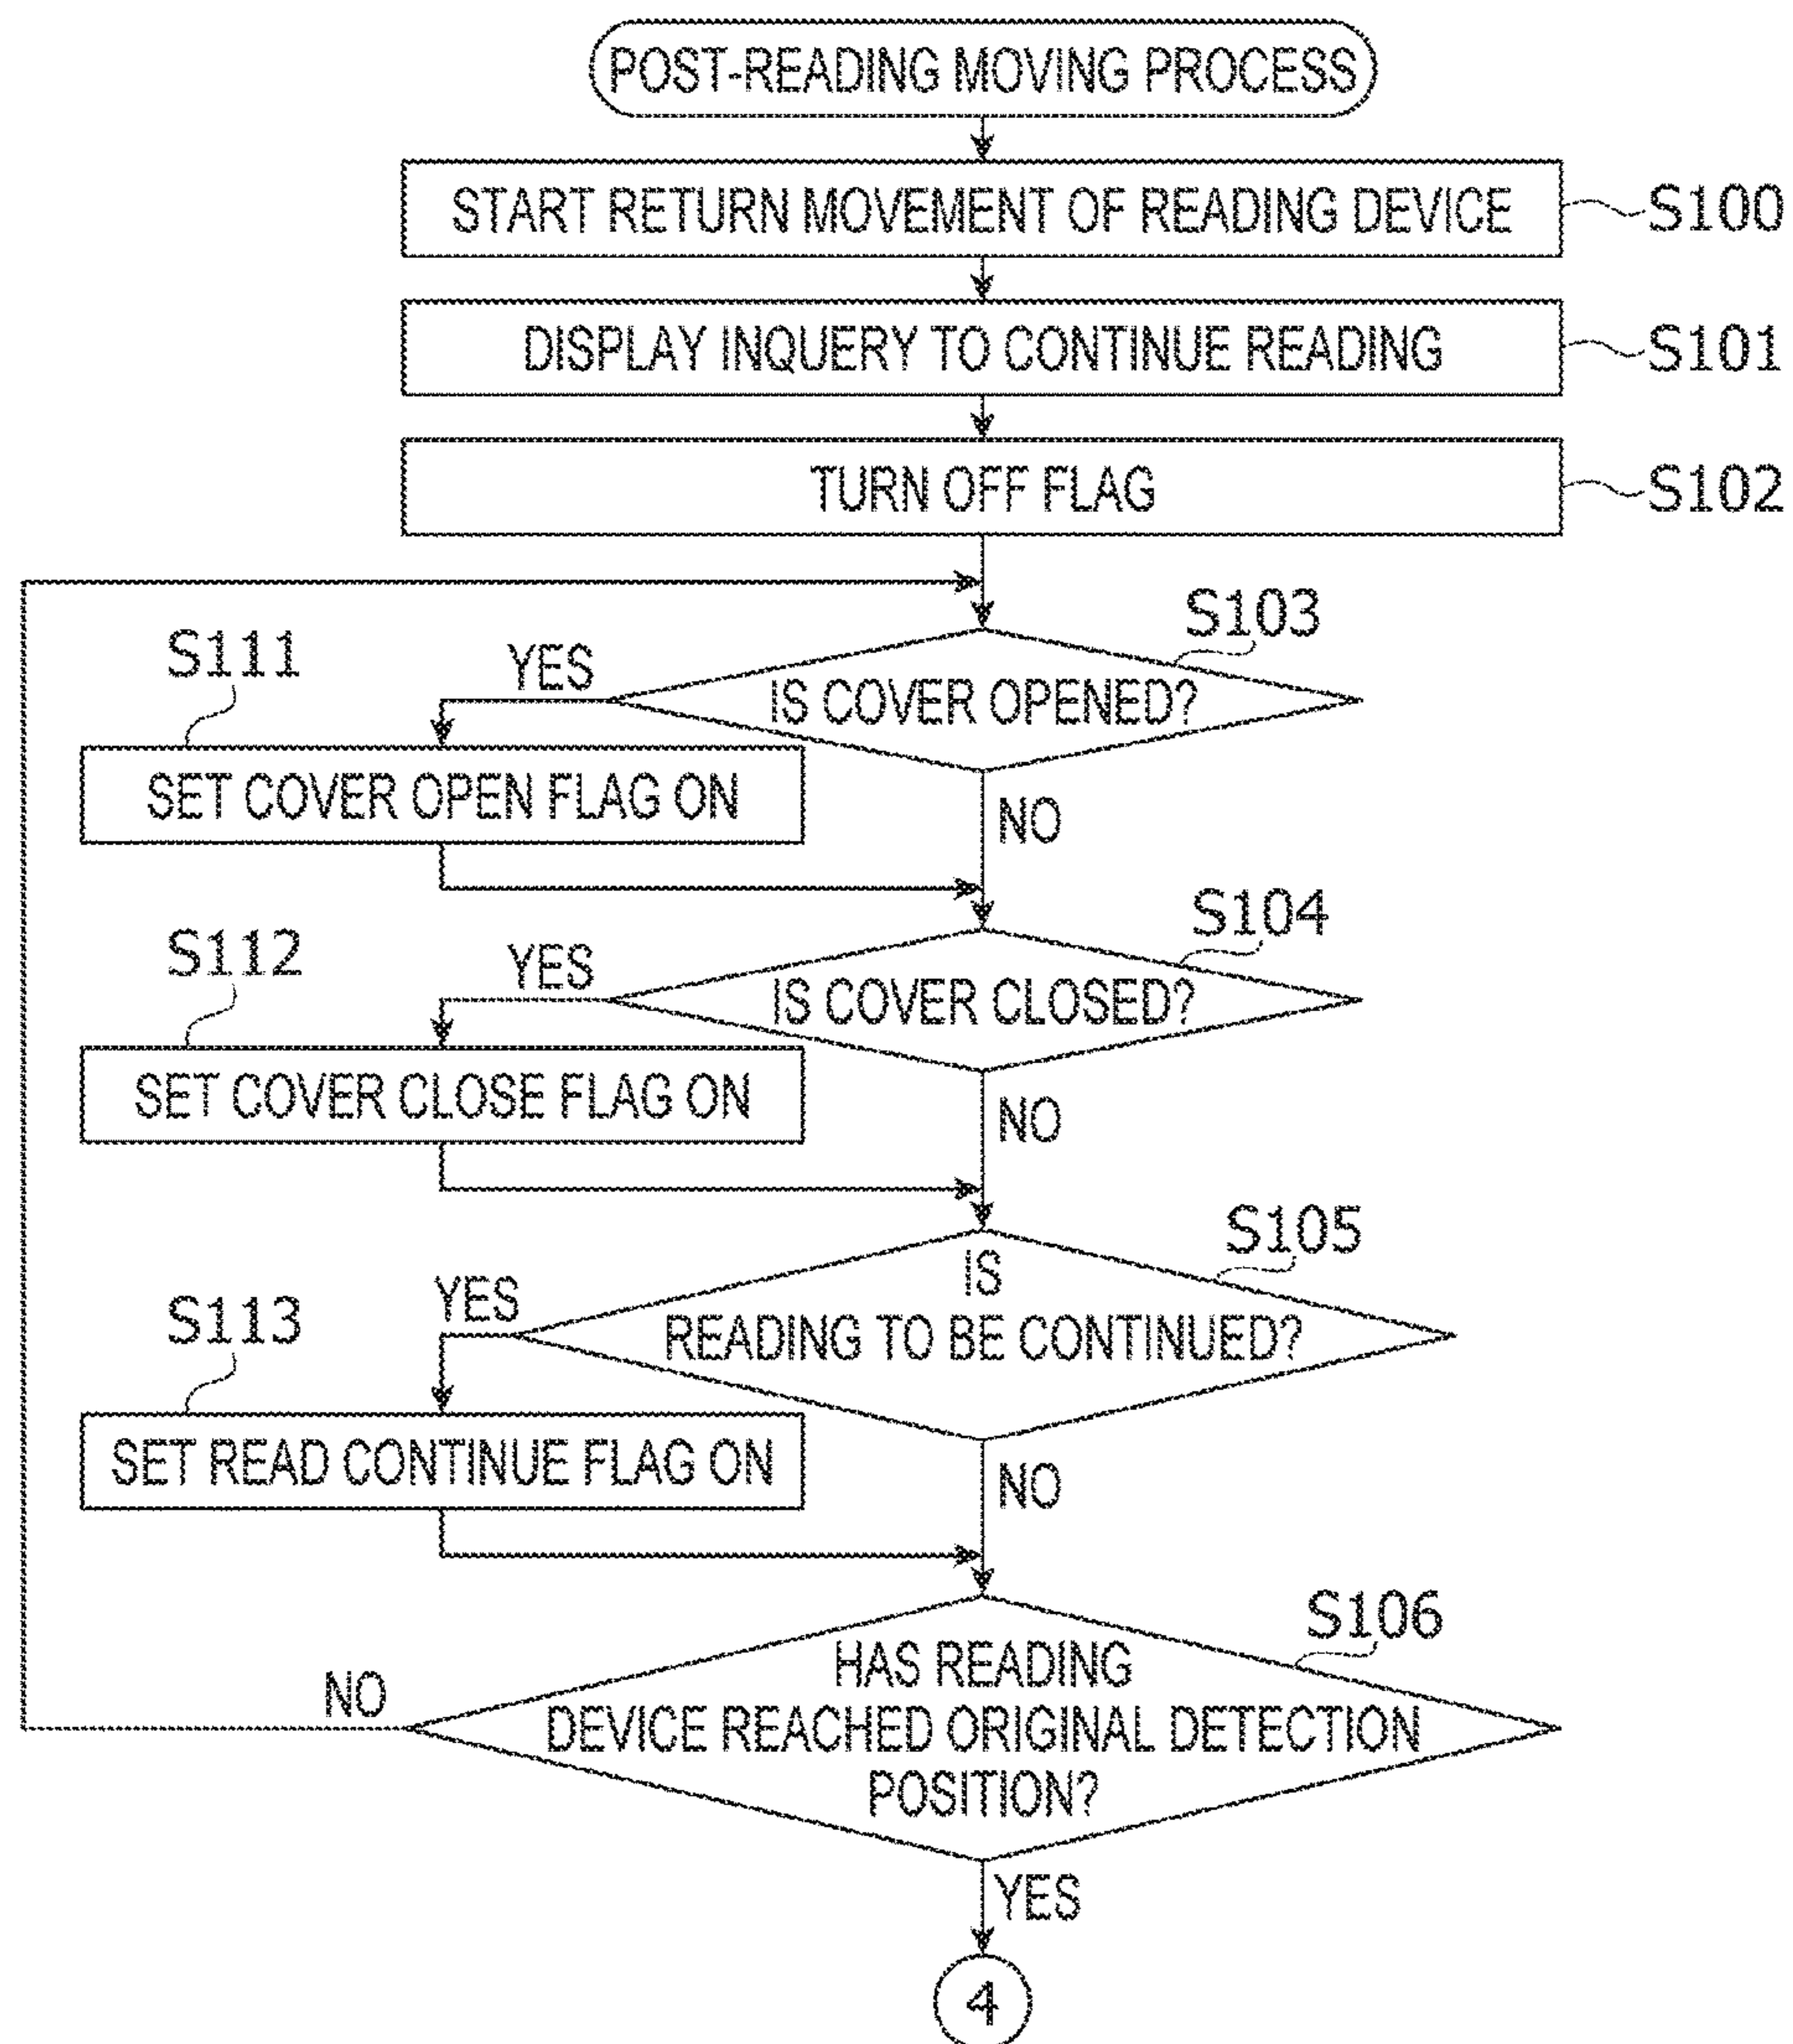 POST-READING MOVING PROCESS
START RETURN MOVEMENT OF READING DEVICE
S100
DISPLAY INQUERY TO CONTINUE READING
S101
TURN OFF FLAG
S102
S103
IS COVER OPENED?
YES
NO
S111
SET COVER OPEN FLAG ON
S104
IS COVER CLOSED?
YES
NO
S112
SET COVER CLOSE FLAG ON
S105
IS
READING TO BE CONTINUED?
YES
NO
S113
SET READ CONTINUE FLAG ON
S106
HAS READING
DEVICE REACHED ORIGINAL DETECTION
POSITION?
NO
YES
4